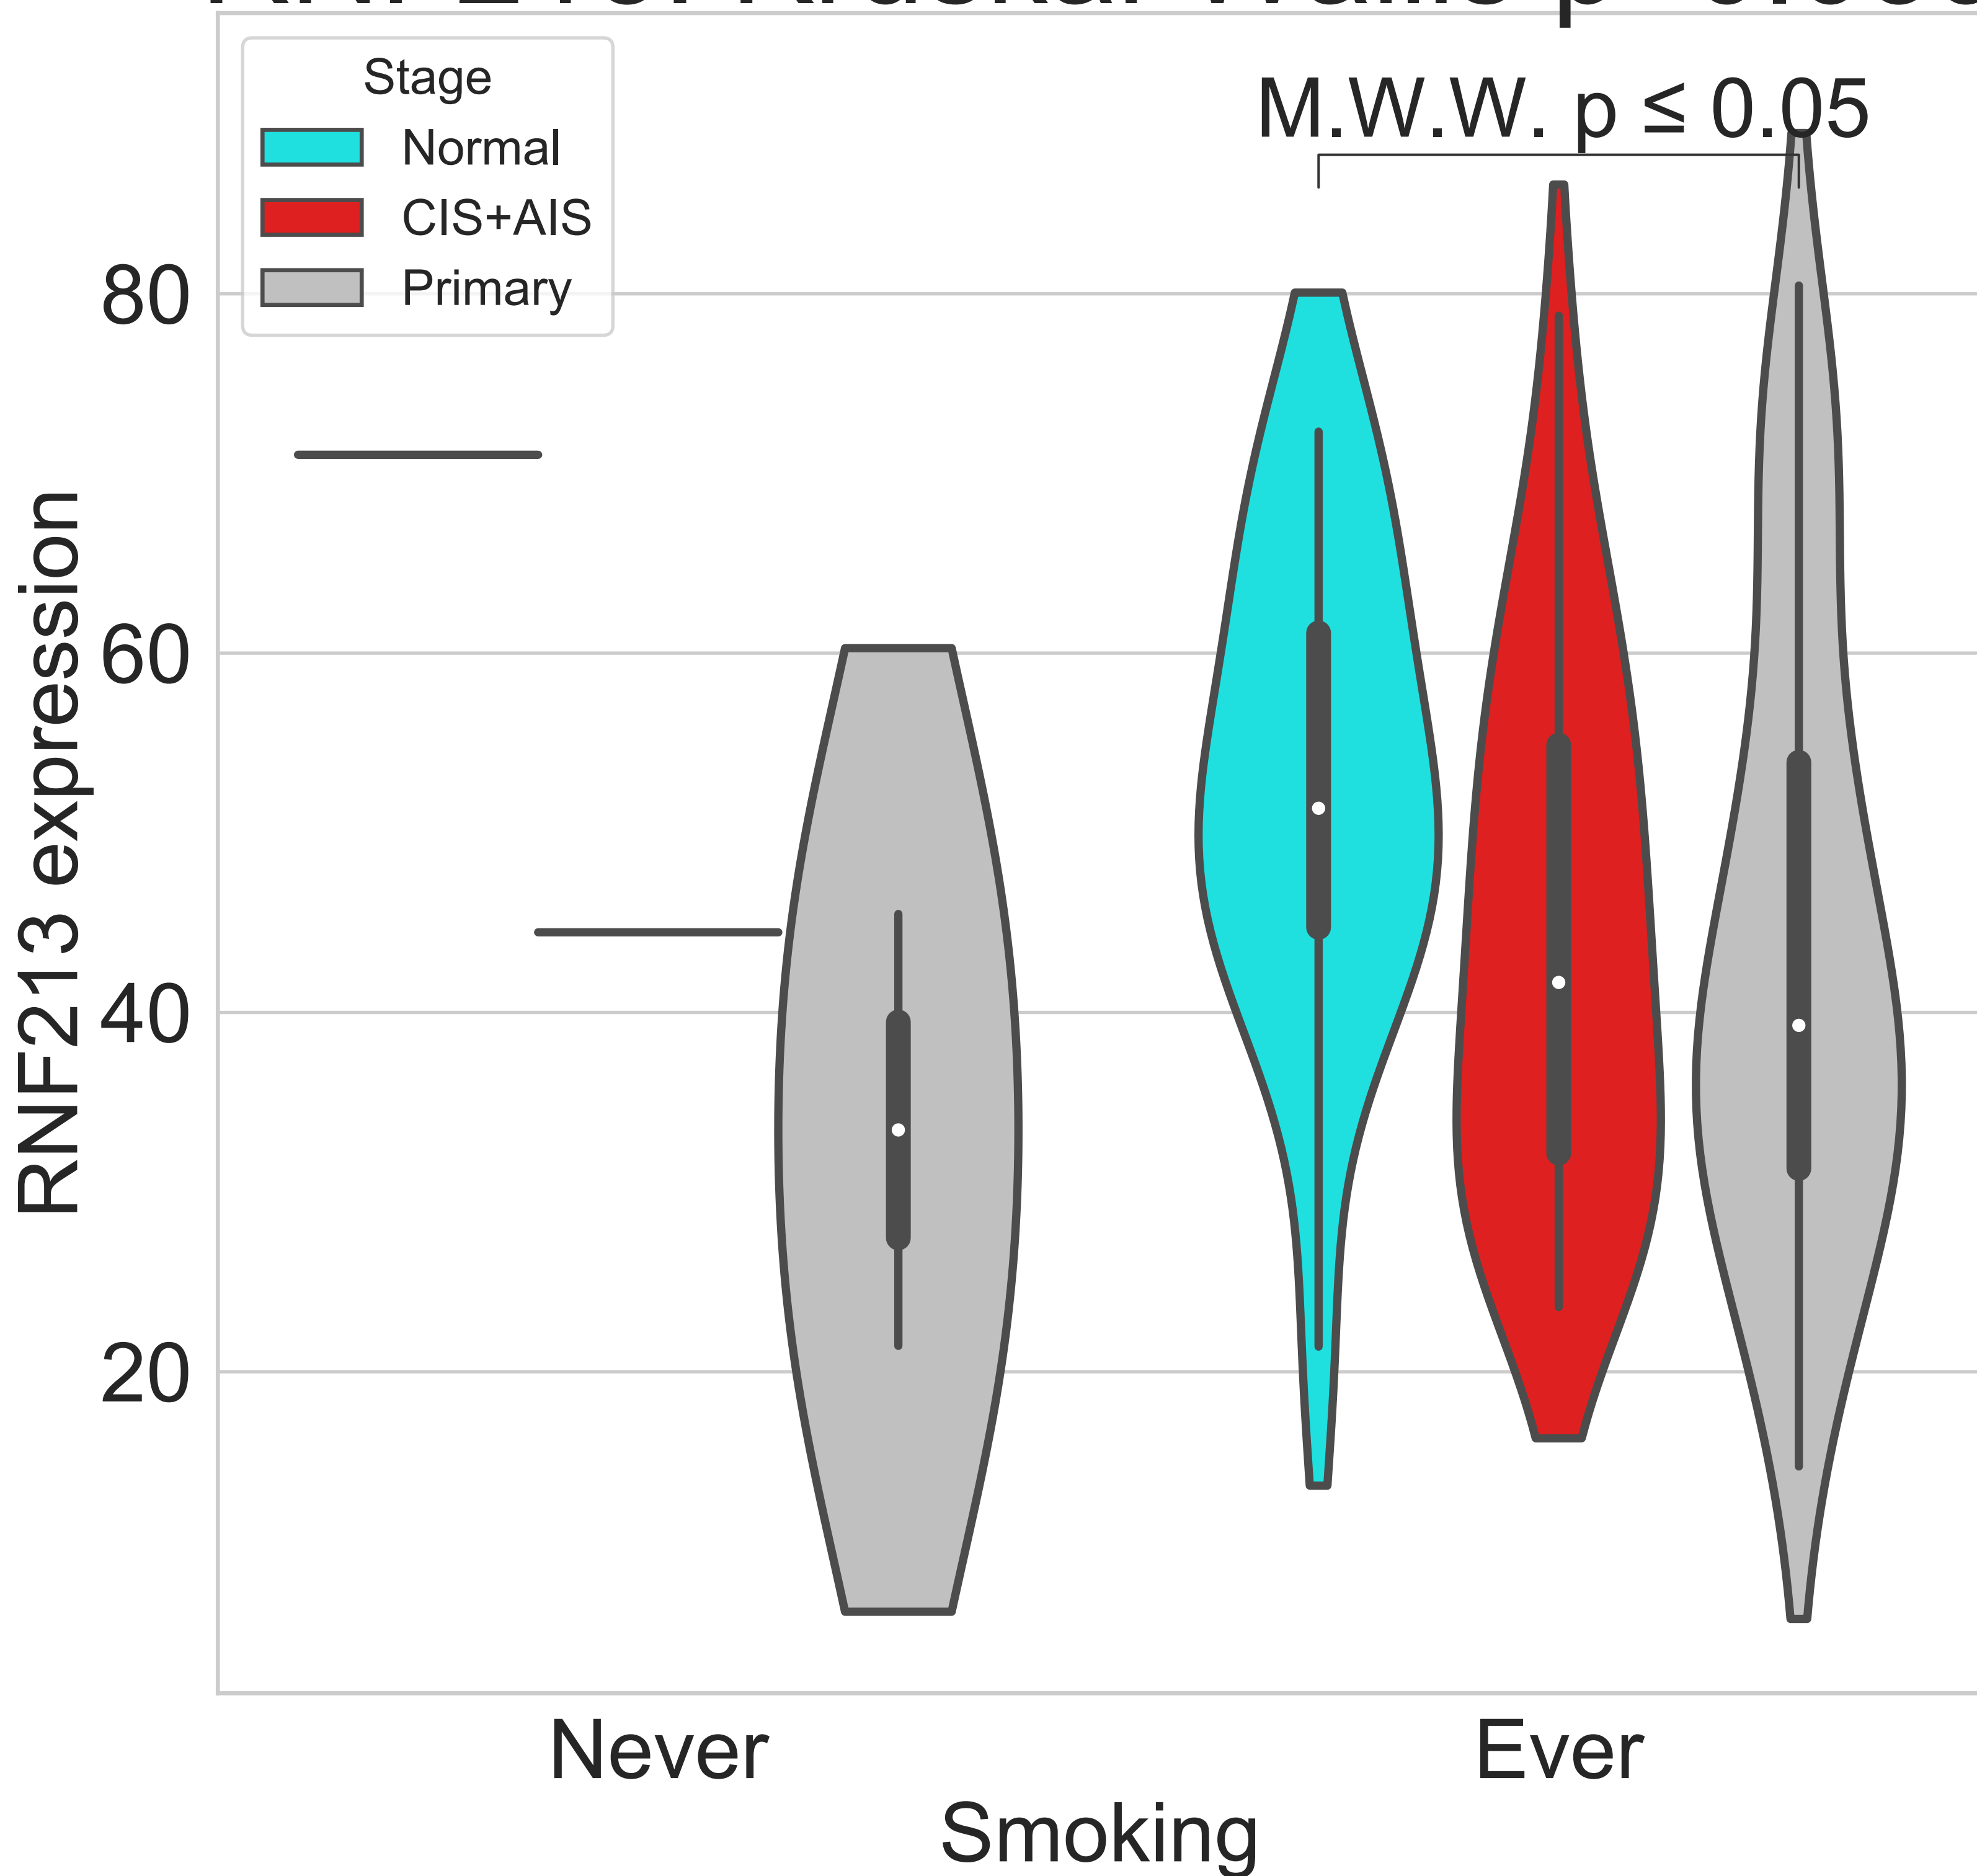 Stage
Normal
CIS+AIS
Primary
M.W.W. p ≤ 0.05
80
60
40
20
RNF213 expression
Never
Ever
Smoking